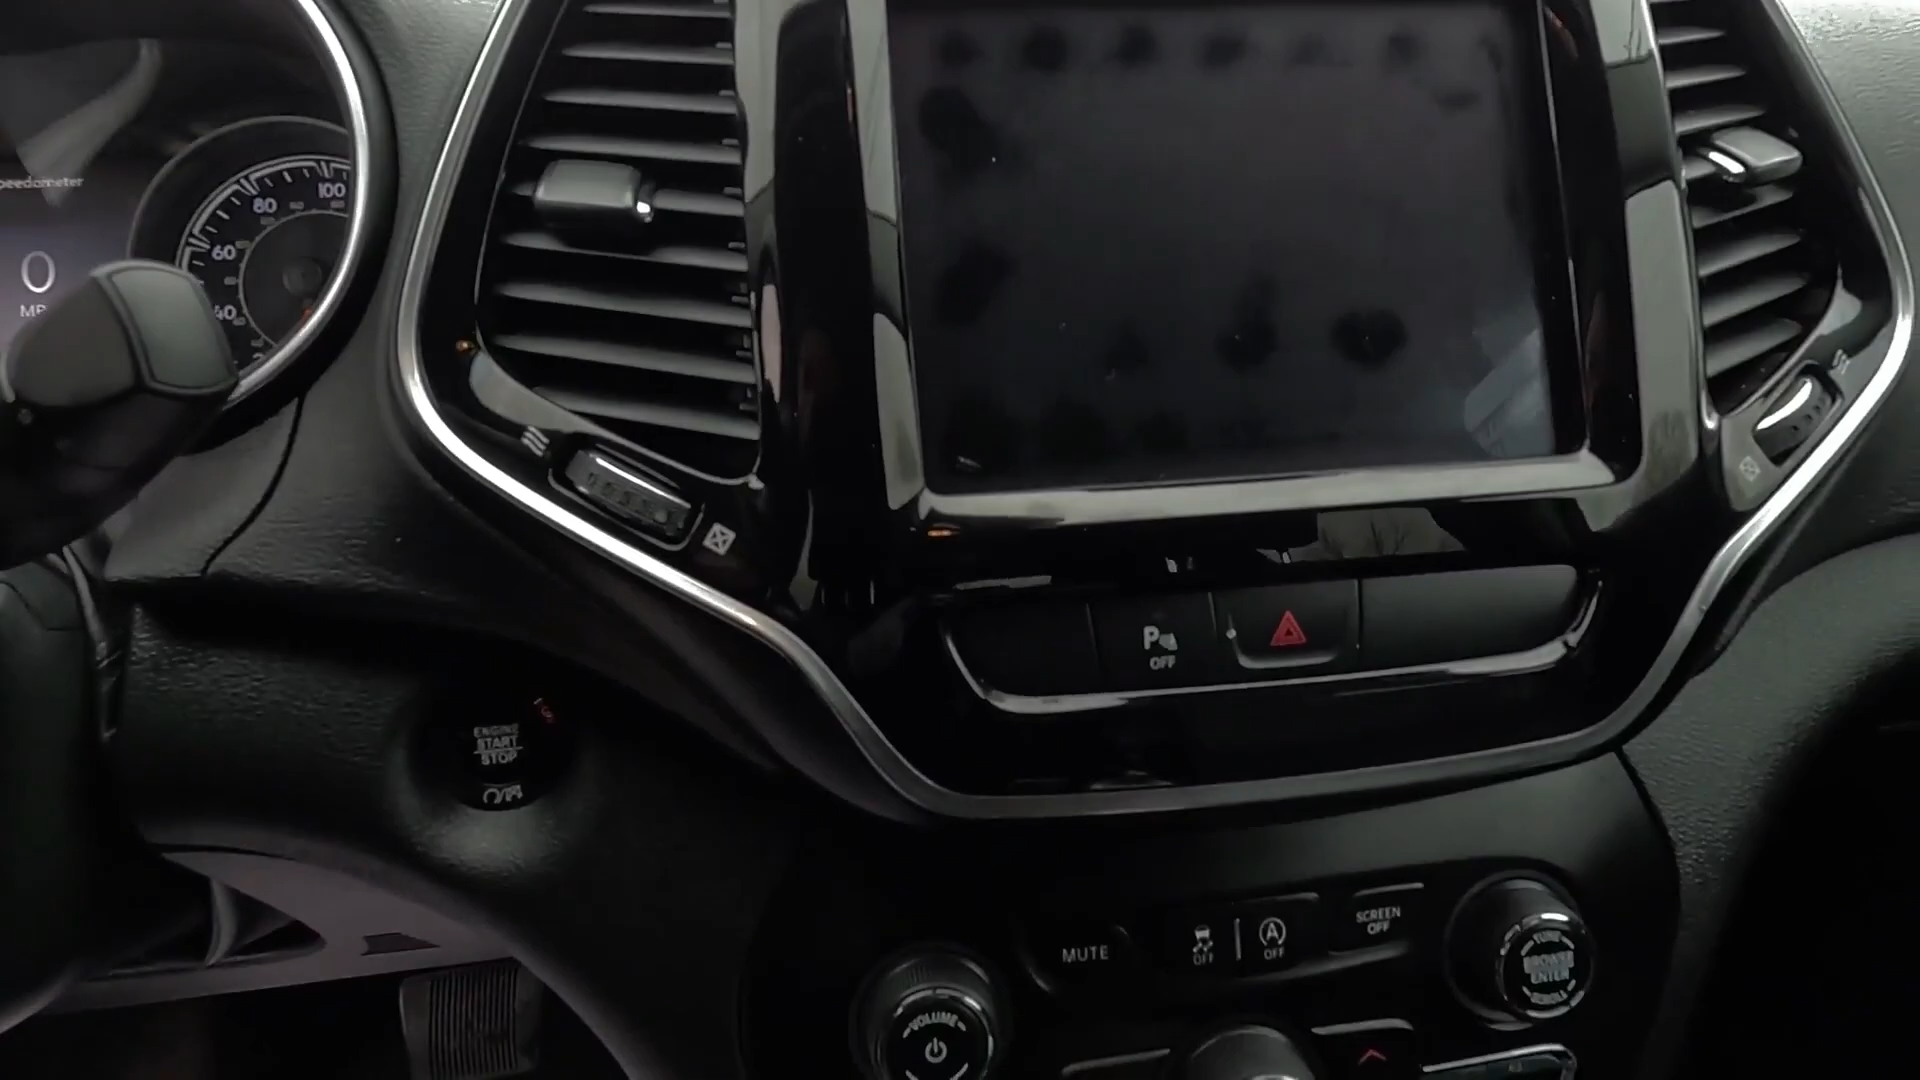 peedometer
0
MP
100
80
60
40
P
OFF
ENGINE
START
STOP
MUTE
OFF
A
OFF
SCREEN
OFF
VOLUME
TUNE
BROWSE
ENTER
SCROLL